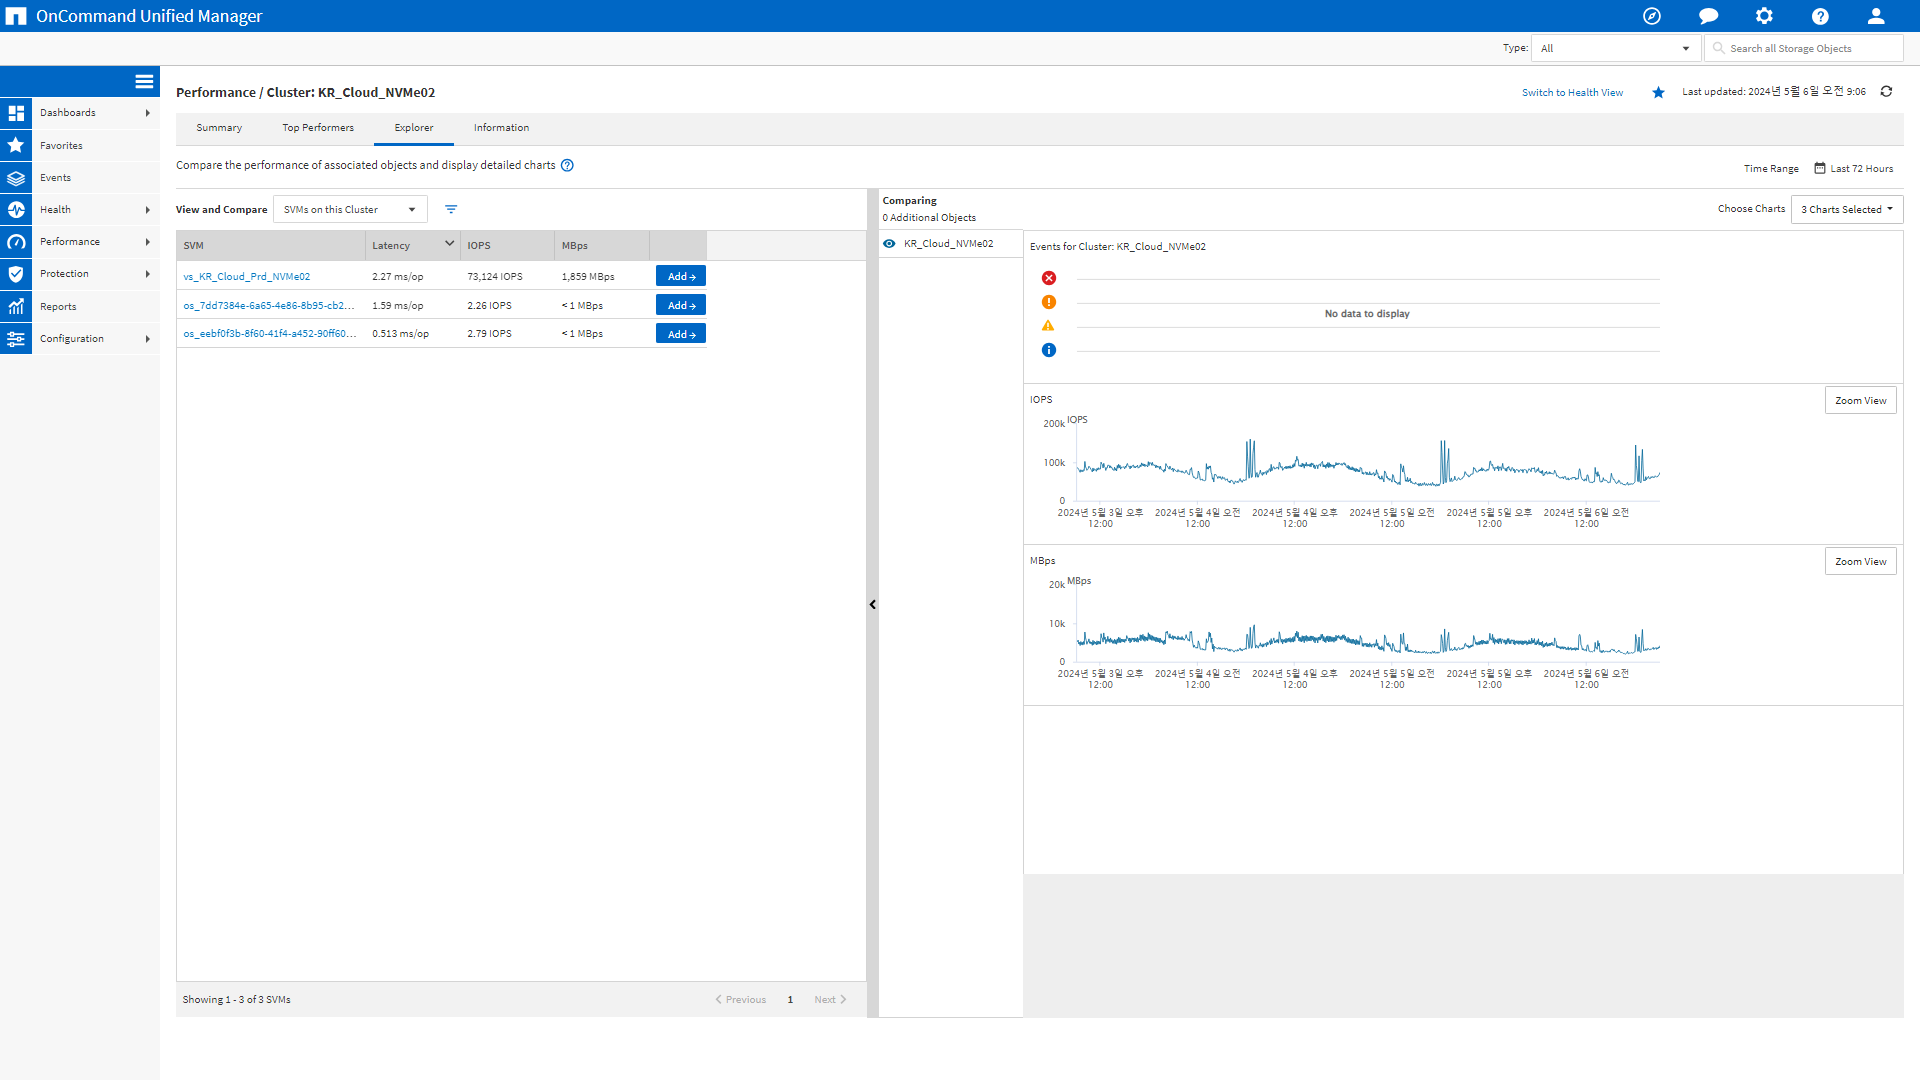 OnCommand Unified Manager
Type: All
Search all Storage Objects
Dashboards
Favorites
Events
Health
Performance
Protection
Reports
Configuration
Performance / Cluster: KR_Cloud_NVMe02
Switch to Health View
Last updated: 2024년 5월 6일 오전 9:06
Summary
Top Performers
Explorer
Information
Compare the performance of associated objects and display detailed charts
Time Range
Last 72 Hours
View and Compare
SVMs on this Cluster
SVM Latency IOPS MBps
vs_KR_Cloud_Prd_NVMe02 2.27 ms/op 73,124 IOPS 1,859 MBps Add →
os_7dd7384e-6a65-4e86-8b95-cb2... 1.59 ms/op 2.26 IOPS < 1 MBps Add →
os_eebf0f3b-8f60-41f4-a452-90ff60... 0.513 ms/op 2.79 IOPS < 1 MBps Add →
Showing 1 - 3 of 3 SVMs
Previous 1 Next
Comparing
0 Additional Objects
KR_Cloud_NVMe02
Choose Charts
3 Charts Selected
Events for Cluster: KR_Cloud_NVMe02
No data to display
IOPS
Zoom View
IOPS
200k
100k
0
2024년 5월 3일 오후 12:00
2024년 5월 4일 오전 12:00
2024년 5월 4일 오후 12:00
2024년 5월 5일 오전 12:00
2024년 5월 5일 오후 12:00
2024년 5월 6일 오전 12:00
MBps
Zoom View
MBps
20k
10k
0
2024년 5월 3일 오후 12:00
2024년 5월 4일 오전 12:00
2024년 5월 4일 오후 12:00
2024년 5월 5일 오전 12:00
2024년 5월 5일 오후 12:00
2024년 5월 6일 오전 12:00